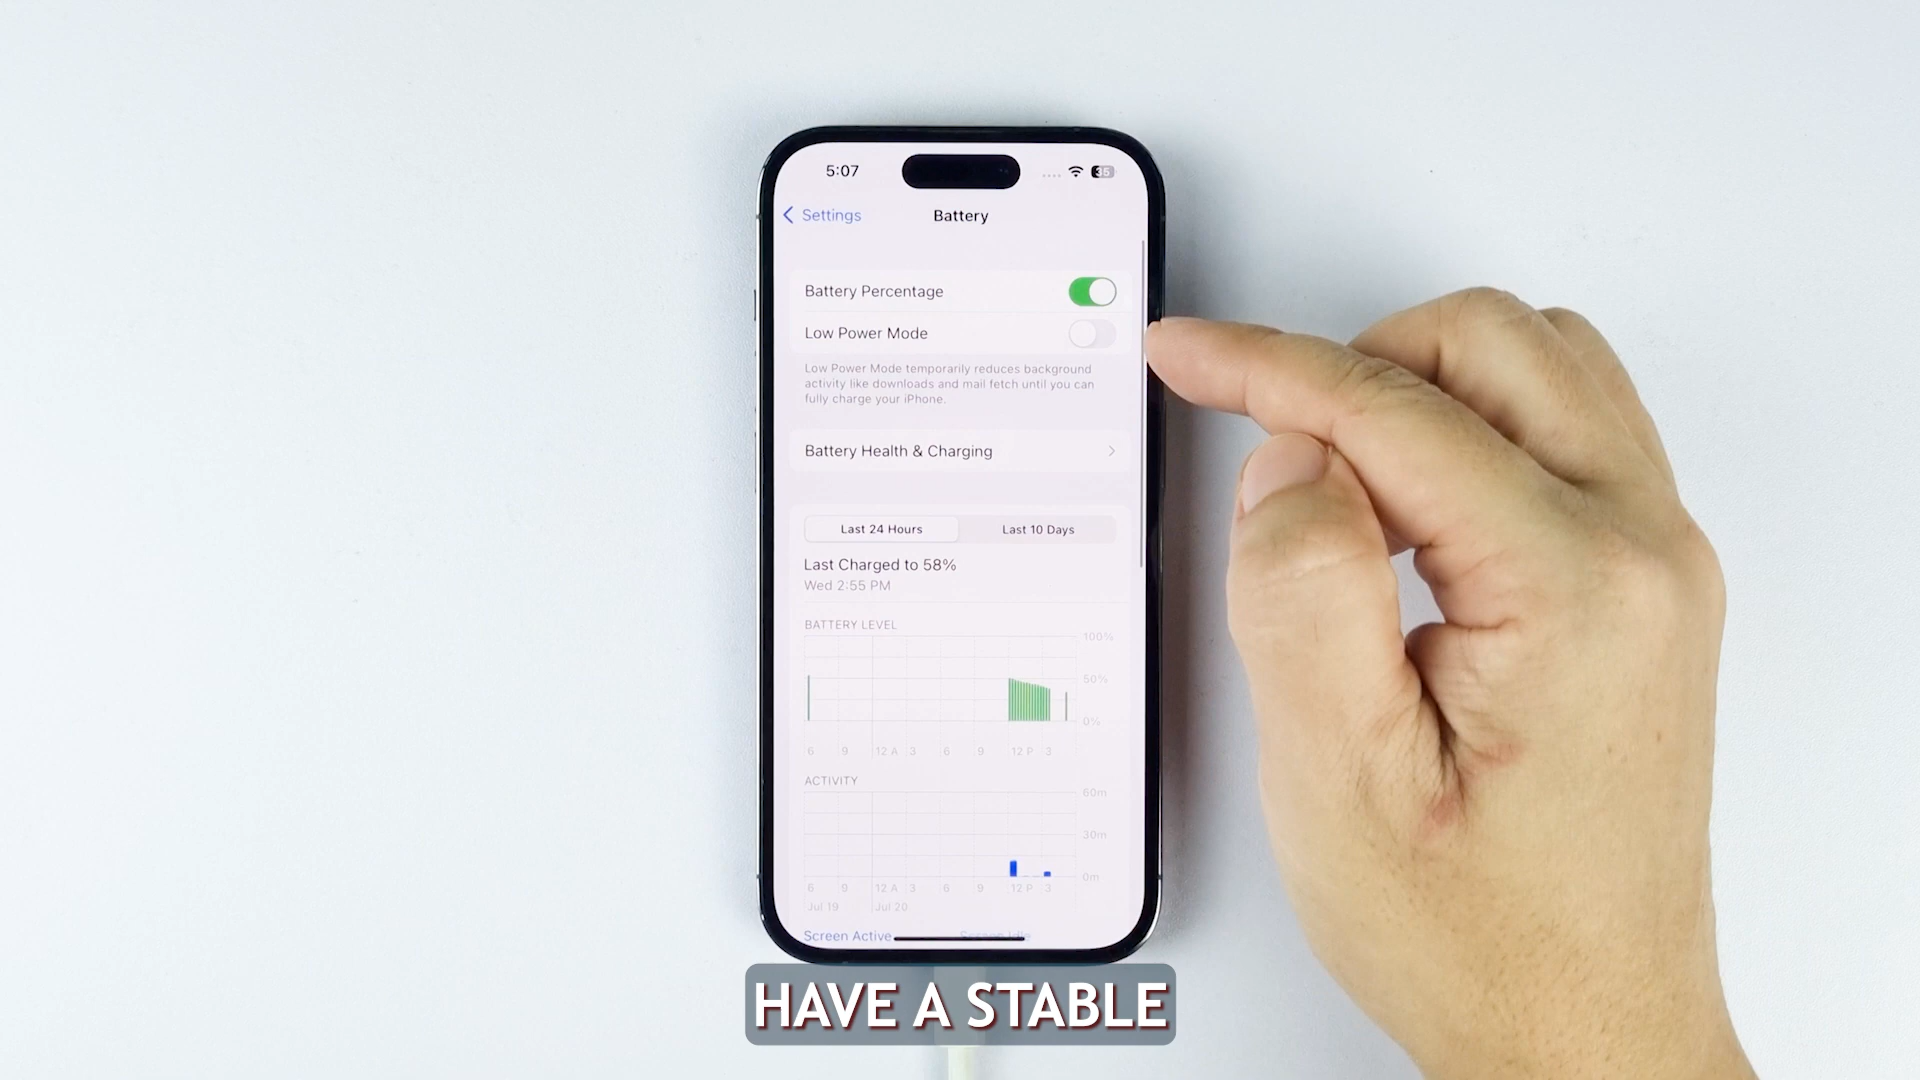 5:07
35
Settings
Battery
Battery Percentage
Low Power Mode
Low Power Mode temporarily reduces background
activity like downloads and mail fetch until you can
fully charge your iPhone.
Battery Health & Charging
Last 24 Hours
Last 10 Days
Last Charged to 58%
Wed 2:55 PM
BATTERY LEVEL
100%
50%
0%
6 9 12 A 3 6 9 12 P 3
ACTIVITY
60m
30m
0m
6 9 12 A 3 6 9 12 P 3
Jul 19 Jul 20
Screen Active Screen Idle
HAVE A STABLE